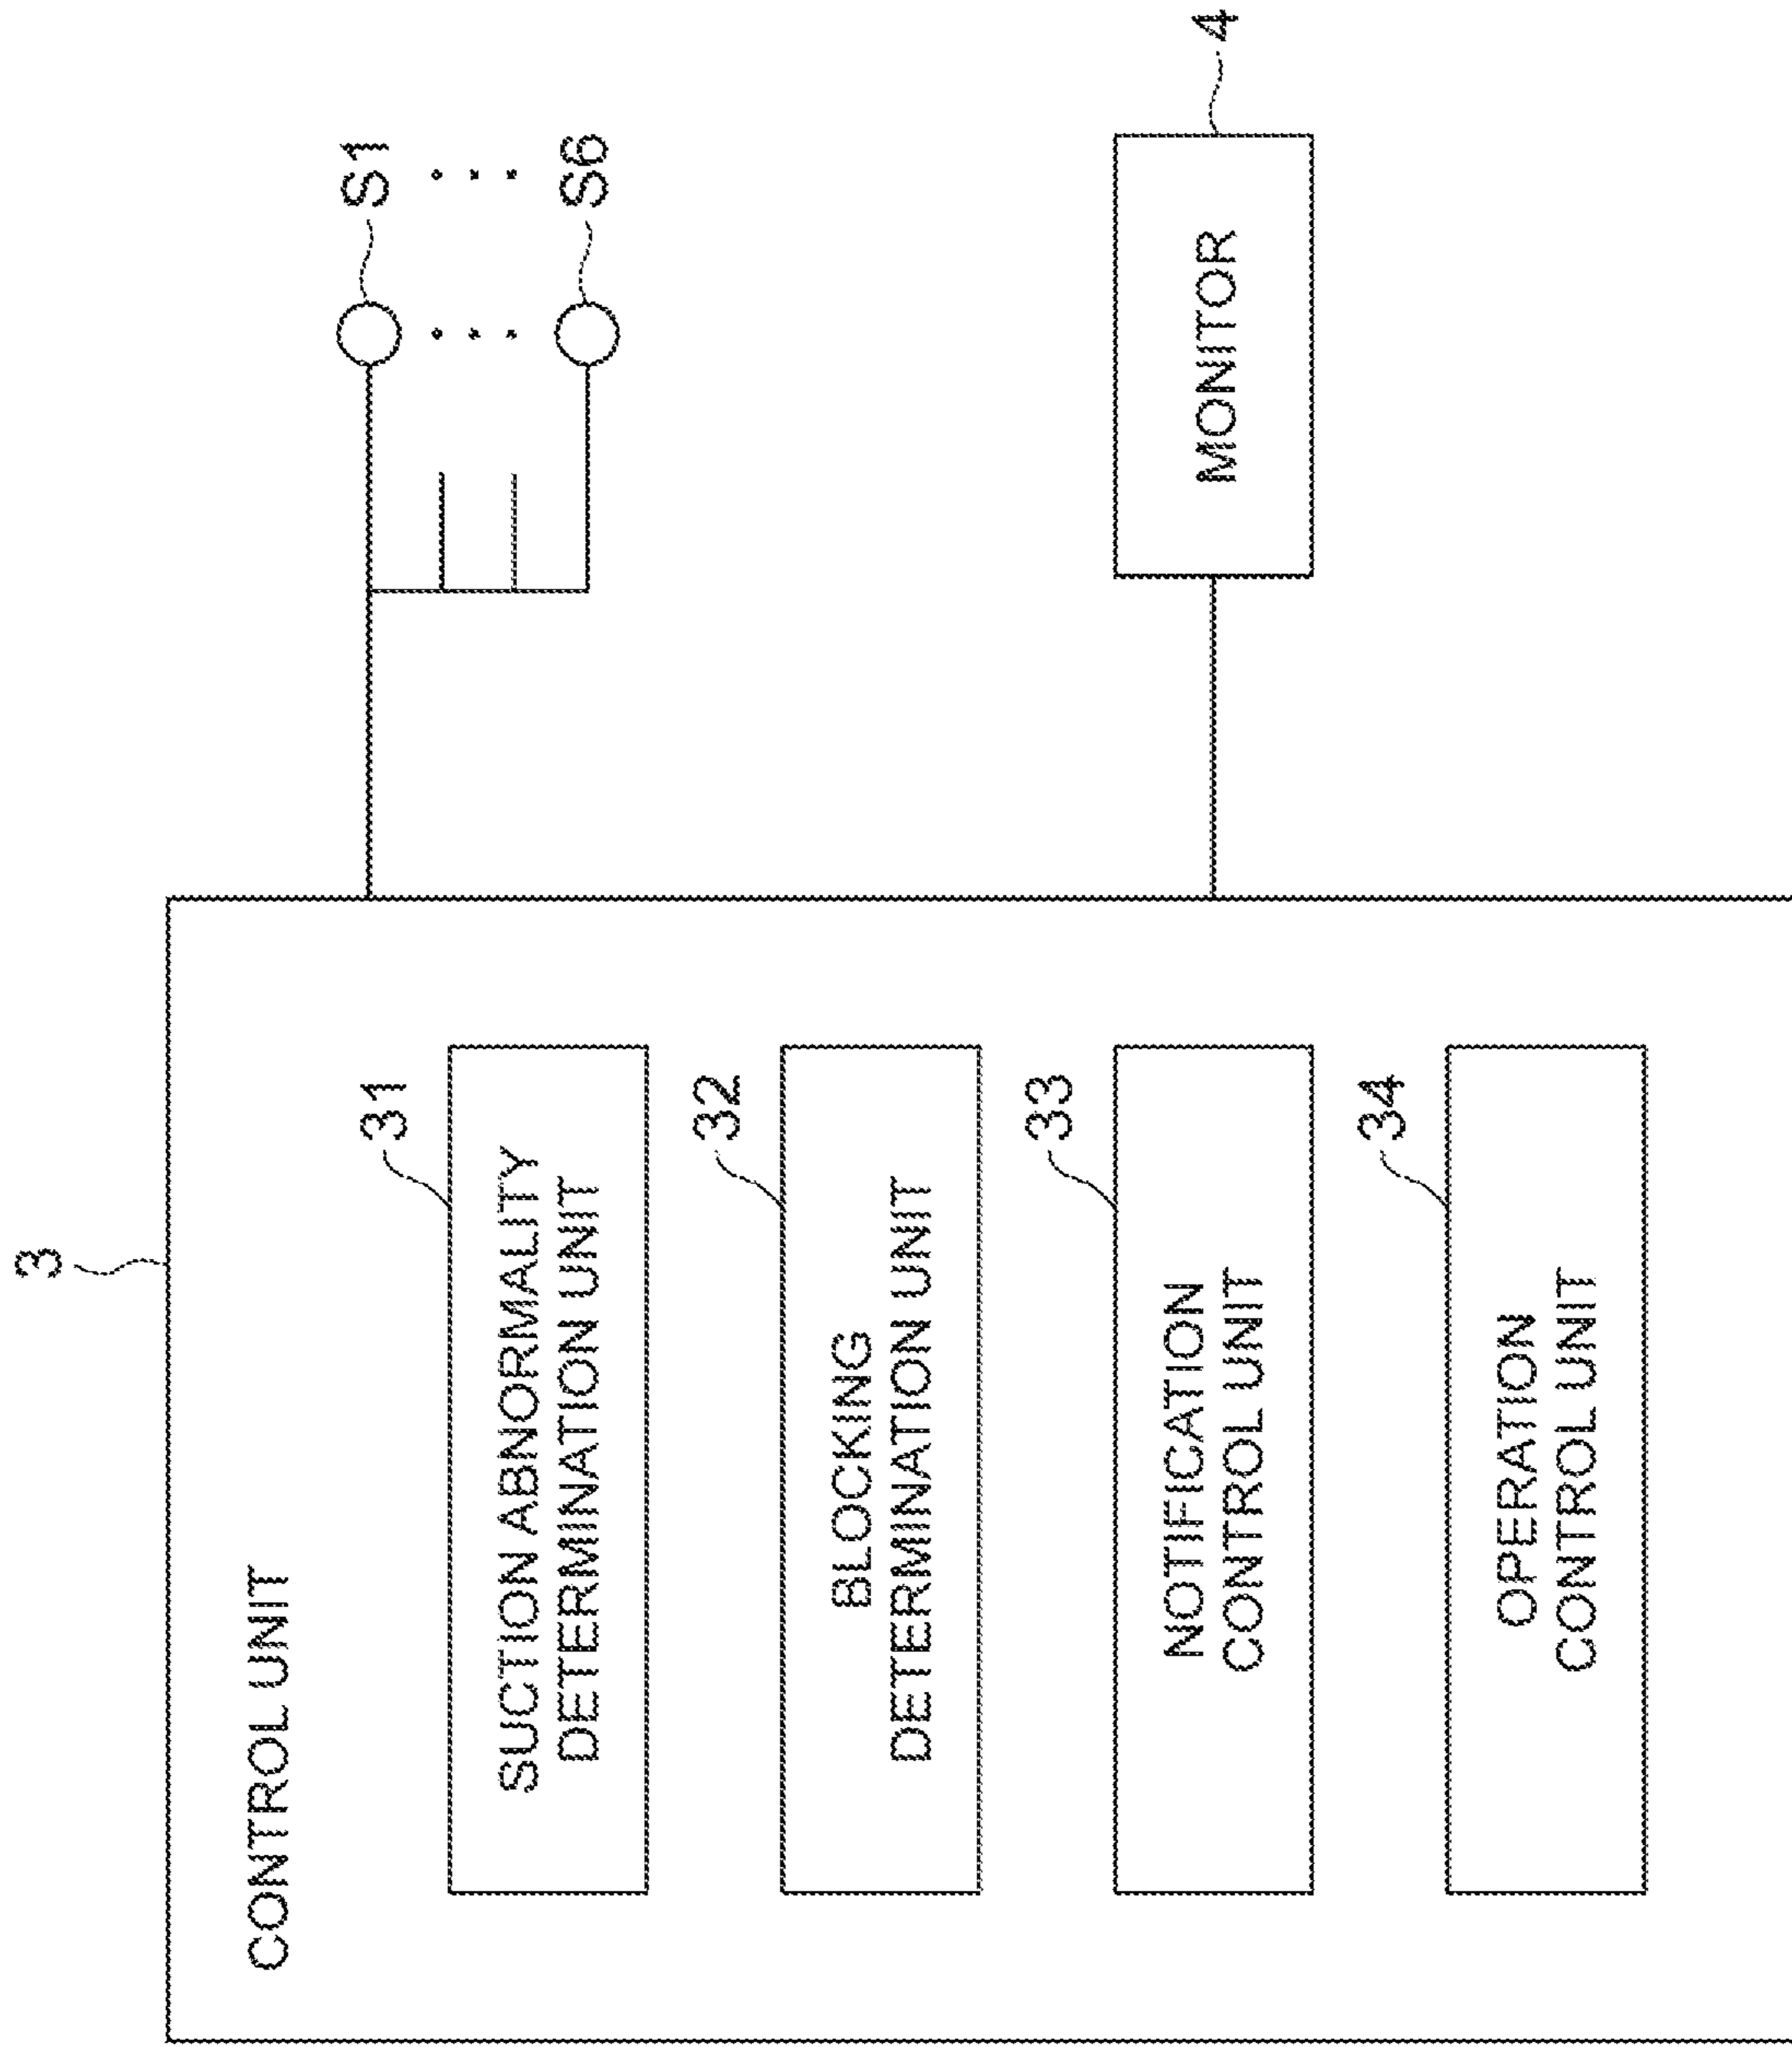 3
CONTROL UNIT
31
SUCTION ABNORMALITY
DETERMINATION UNIT
32
BLOCKING
DETERMINATION UNIT
33
NOTIFICATION
CONTROL UNIT
34
OPERATION
CONTROL UNIT
S1
S6
MONITOR
4